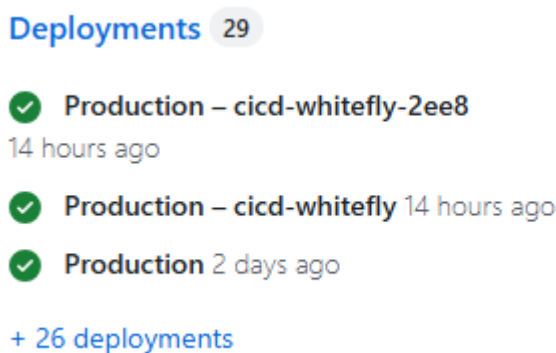 Deployments 29
Production – cicd-whitefly-2ee8
14 hours ago
Production – cicd-whitefly 14 hours ago
Production 2 days ago
+ 26 deployments